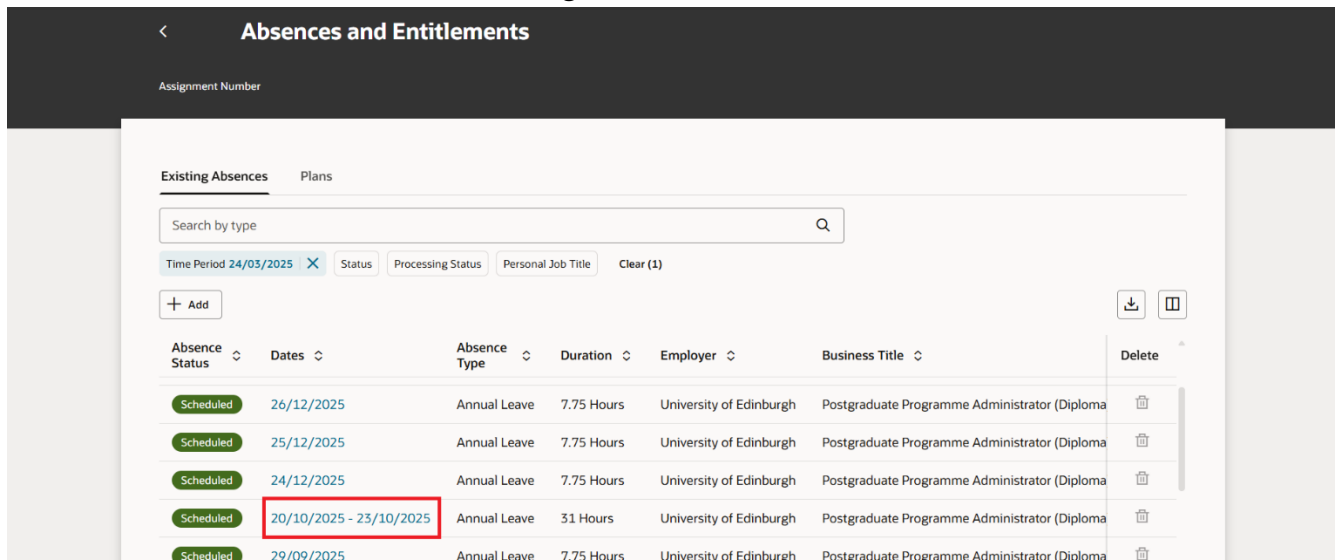 Absences and Entitlements
Assignment Number
Existing Absences Plans
Search by type
Time Period 24/03/2025 Status Processing Status Personal Job Title Clear (1)
+ Add
Absence Status Dates Absence Type Duration Employer Business Title Delete
Scheduled 26/12/2025 Annual Leave 7.75 Hours University of Edinburgh Postgraduate Programme Administrator (Diploma
Scheduled 25/12/2025 Annual Leave 7.75 Hours University of Edinburgh Postgraduate Programme Administrator (Diploma
Scheduled 24/12/2025 Annual Leave 7.75 Hours University of Edinburgh Postgraduate Programme Administrator (Diploma
Scheduled 20/10/2025 - 23/10/2025 Annual Leave 31 Hours University of Edinburgh Postgraduate Programme Administrator (Diploma
Scheduled 29/09/2025 Annual Leave 7.75 Hours University of Edinburgh Postgraduate Programme Administrator (Diploma